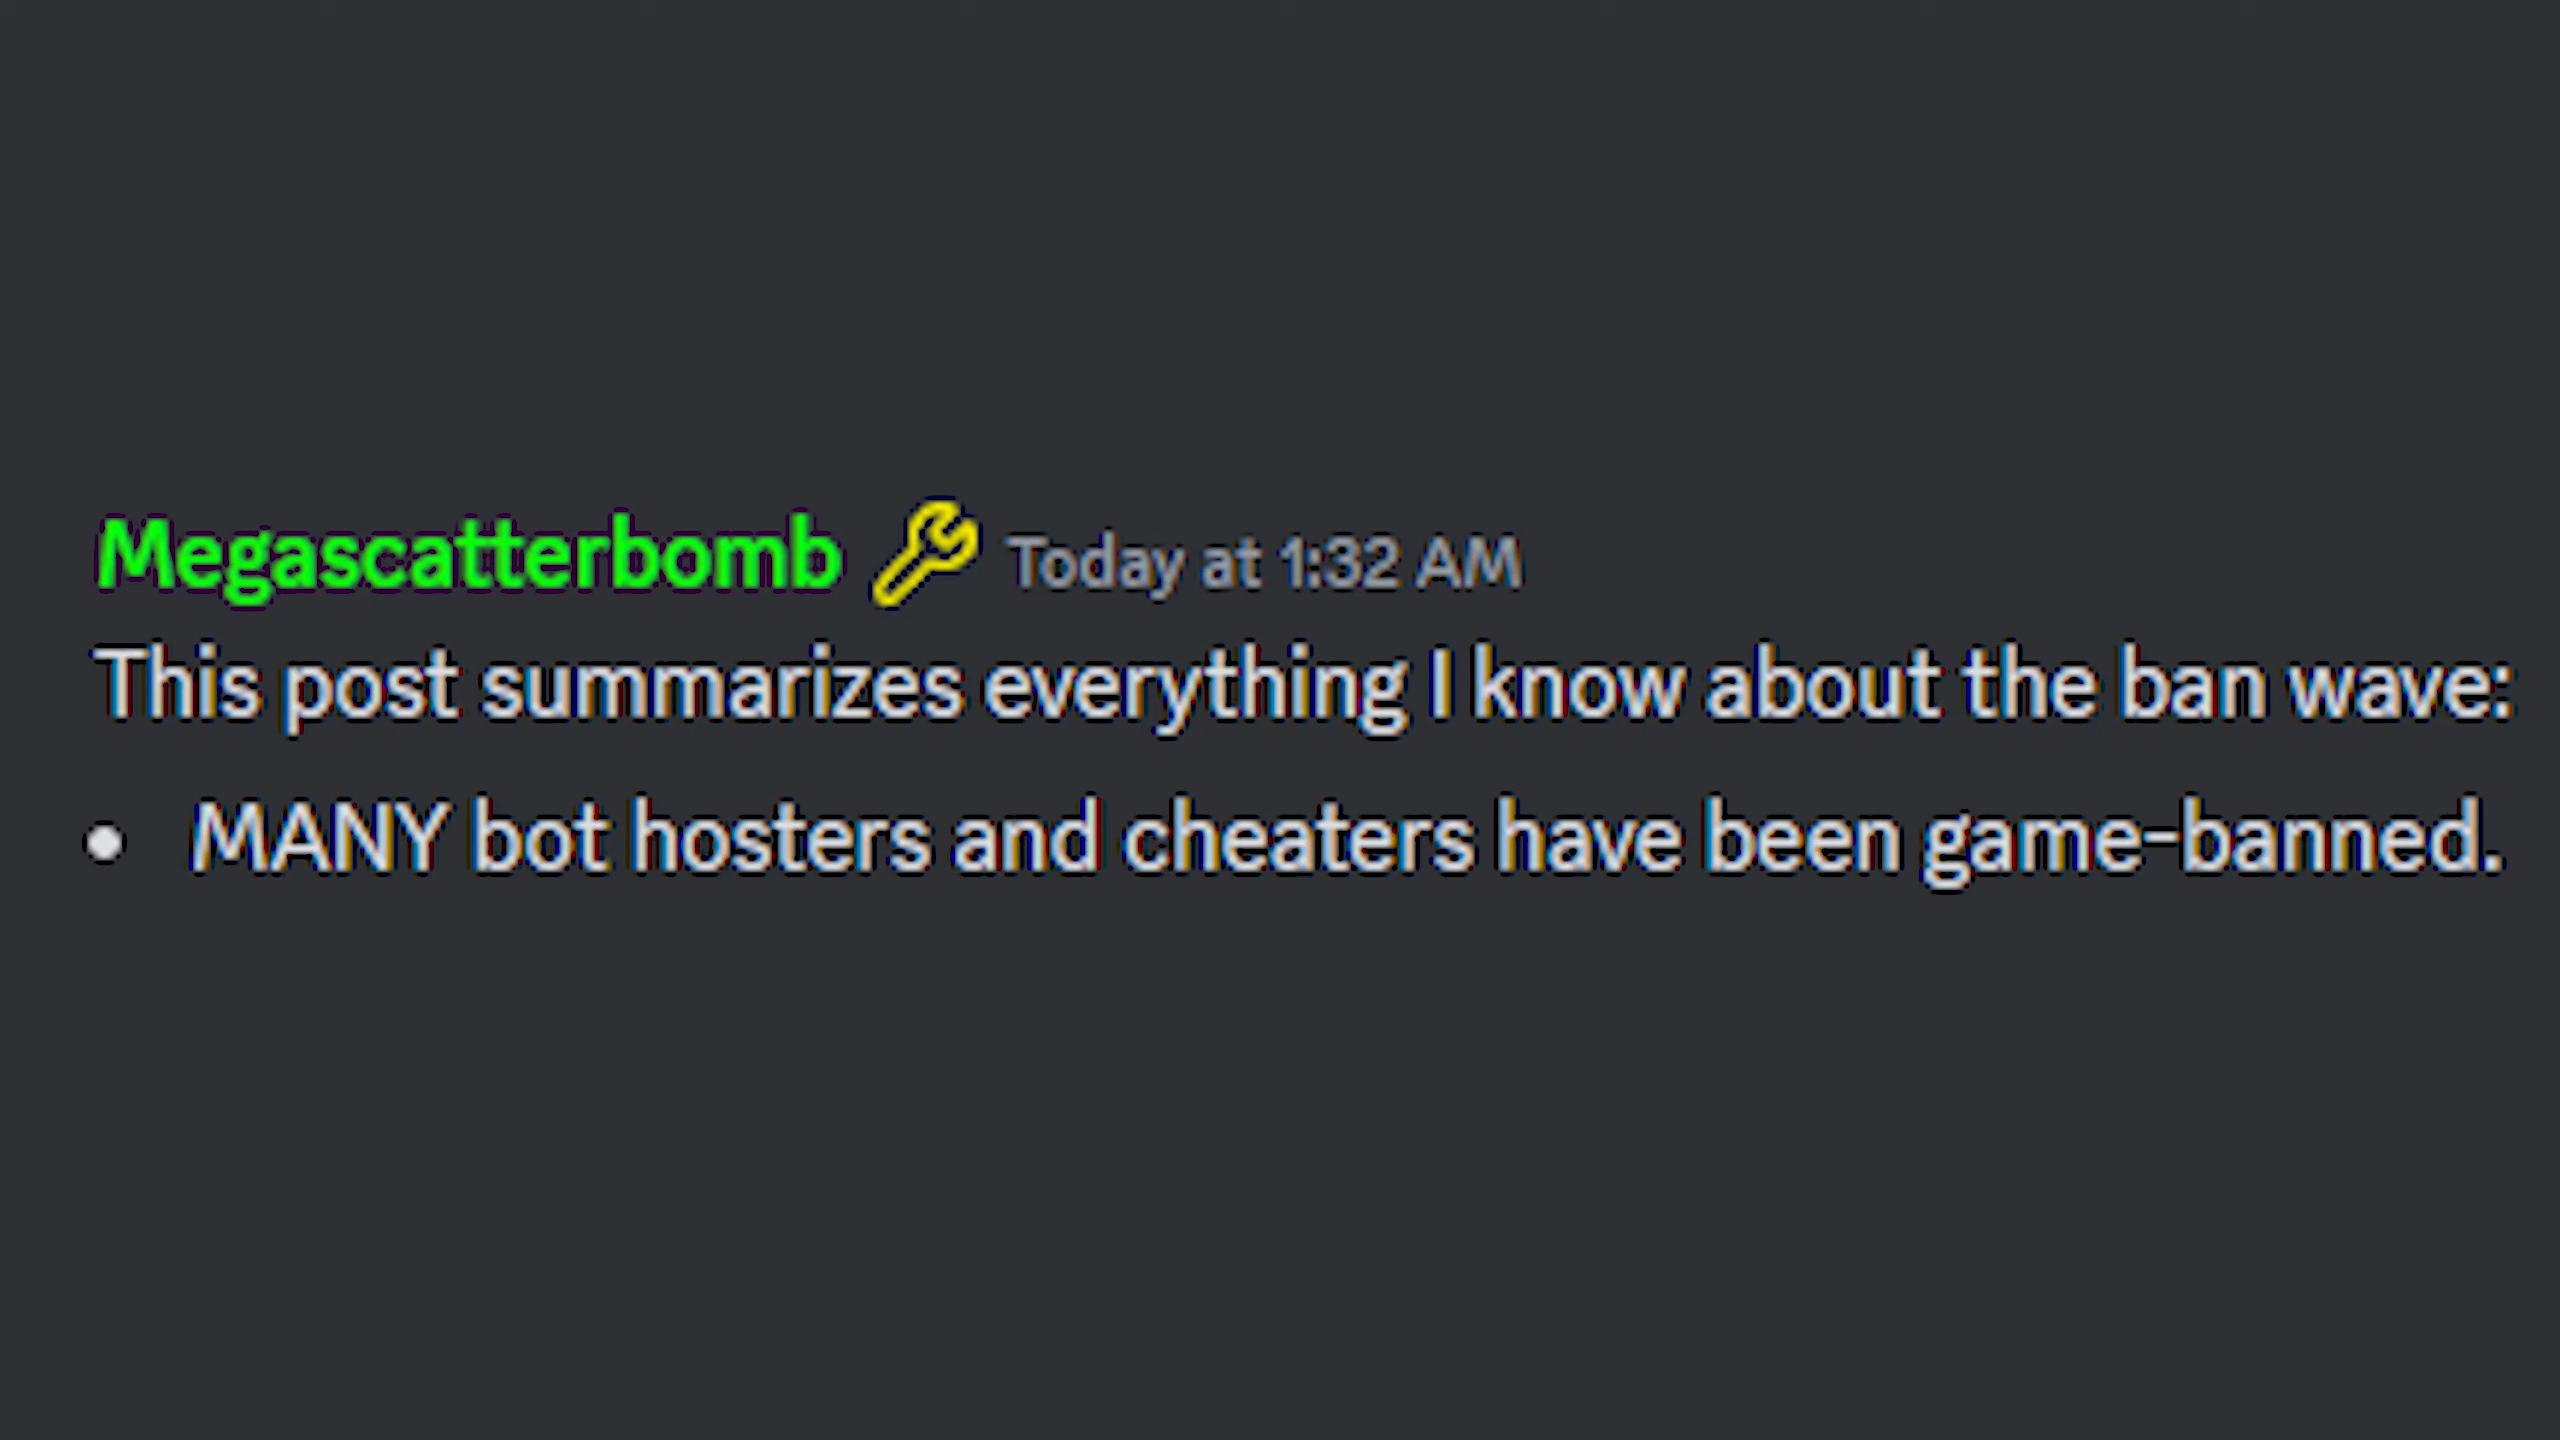 Megascatterbomb Today at 1:32 AM
This post summarizes everything I know about the ban wave:
• MANY bot hosters and cheaters have been game-banned.